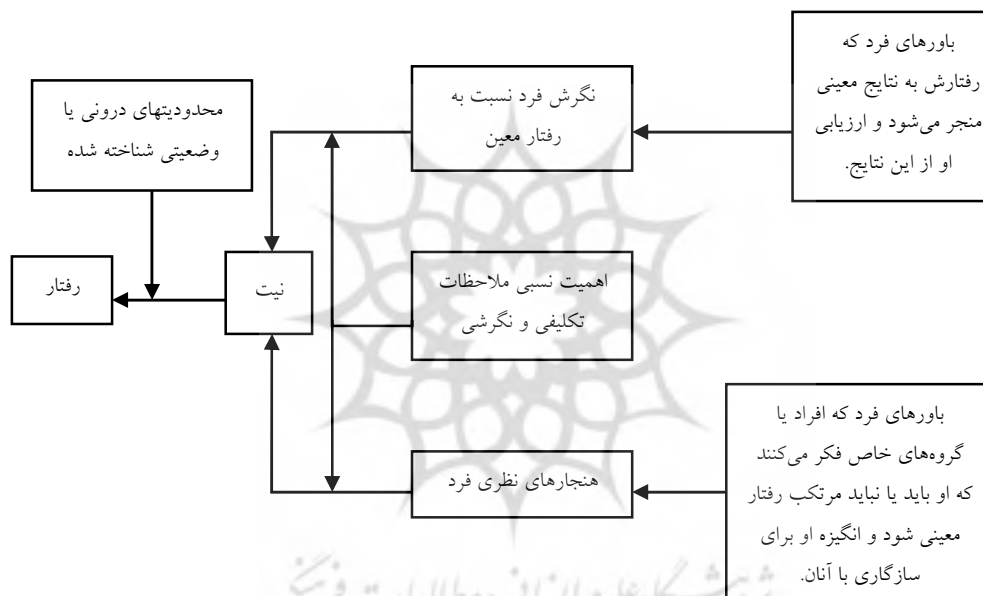 باورهای فرد که
رفتارش به نتایج معینی
منجر می‌شود و ارزیابی
او از این نتایج.
نگرش فرد نسبت به
رفتار معین
محدودیتهای درونی یا
وضعیتی شناخته شده
اهمیت نسبی ملاحظات
تکلیفی و نگرشی
نیت
رفتار
باورهای فرد که افراد یا
گروه‌های خاص فکر می‌کنند
که او باید یا نباید مرتکب رفتار
معینی شود و انگیزه او برای
سازگاری با آنان.
هنجارهای نظری فرد